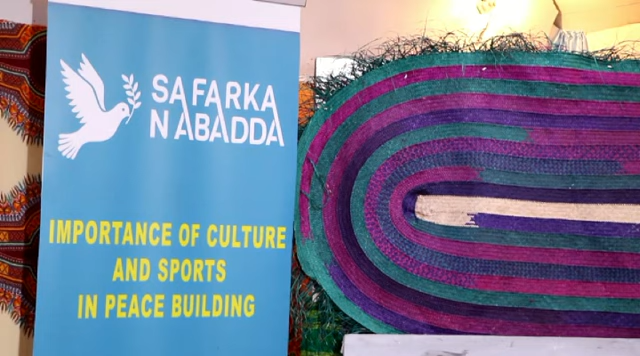 SAFARKA
NABADDA
IMPORTANCE OF CULTURE
AND SPORTS
IN PEACE BUILDING